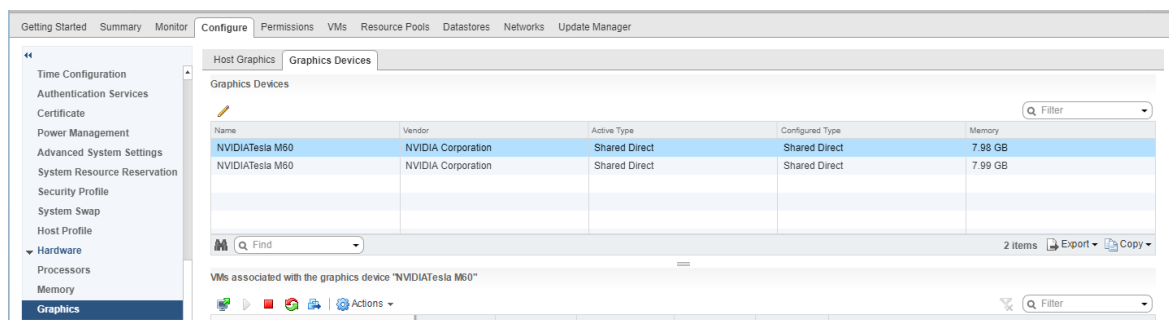 Getting Started Summary Monitor Configure Permissions VMs Resource Pools Datastores Networks Update Manager
Time Configuration
Authentication Services
Certificate
Power Management
Advanced System Settings
System Resource Reservation
Security Profile
System Swap
Host Profile
Hardware
Processors
Memory
Graphics
Host Graphics Graphics Devices
Graphics Devices
Filter
Name Vendor Active Type Configured Type Memory
NVIDIATesla M60 NVIDIA Corporation Shared Direct Shared Direct 7.98 GB
NVIDIATesla M60 NVIDIA Corporation Shared Direct Shared Direct 7.99 GB
Find 2 items Export Copy
VMs associated with the graphics device "NVIDIATesla M60"
Actions Filter